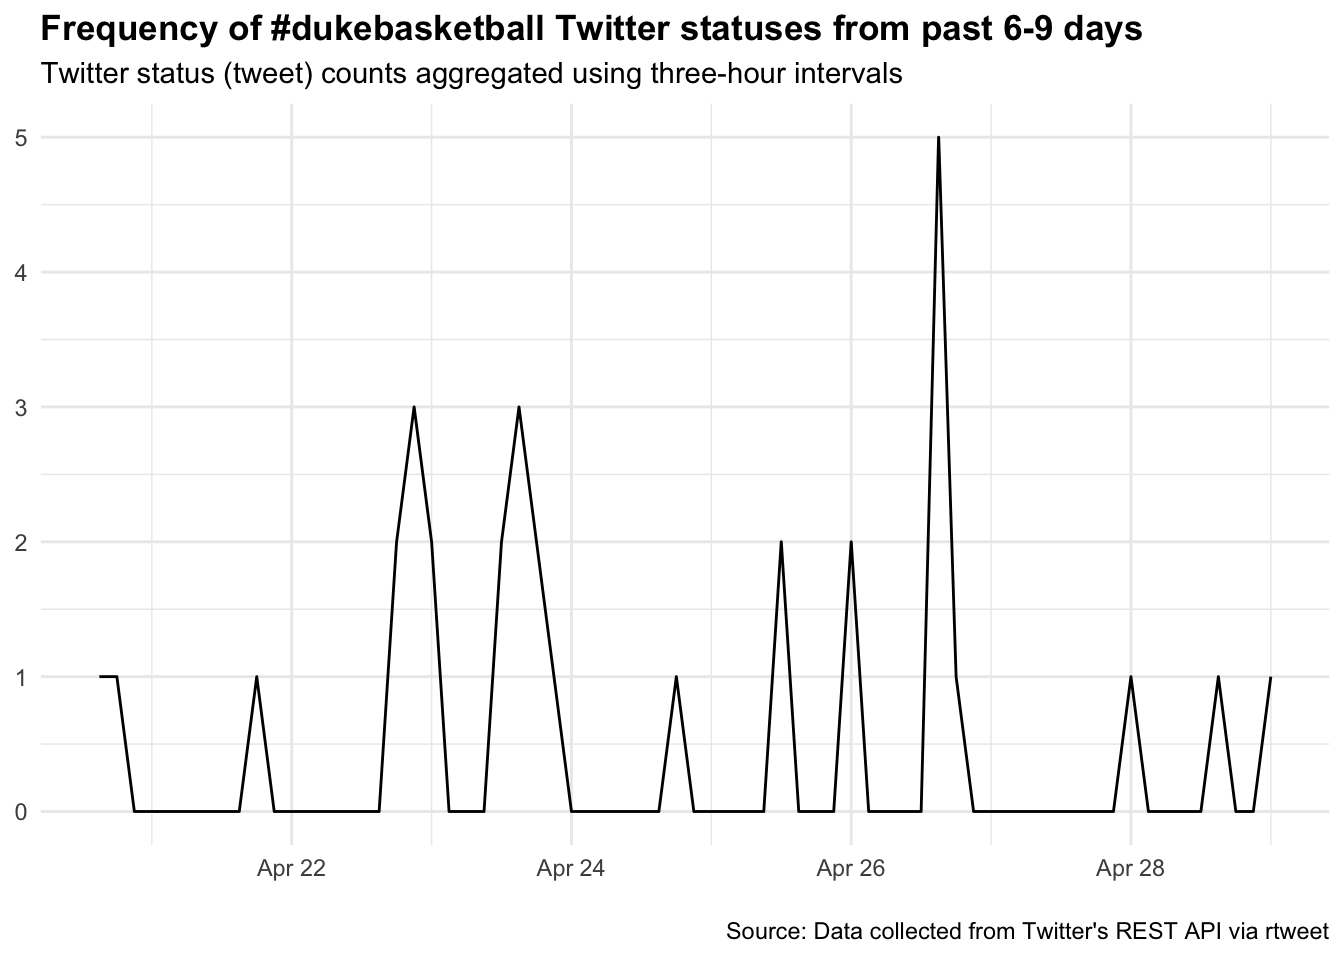 Frequency of #dukebasketball Twitter statuses from past 6-9 days
Twitter status (tweet) counts aggregated using three-hour intervals
5
4
3
2
1
0
Apr 22 Apr 24 Apr 26 Apr 28
Source: Data collected from Twitter's REST API via rtweet